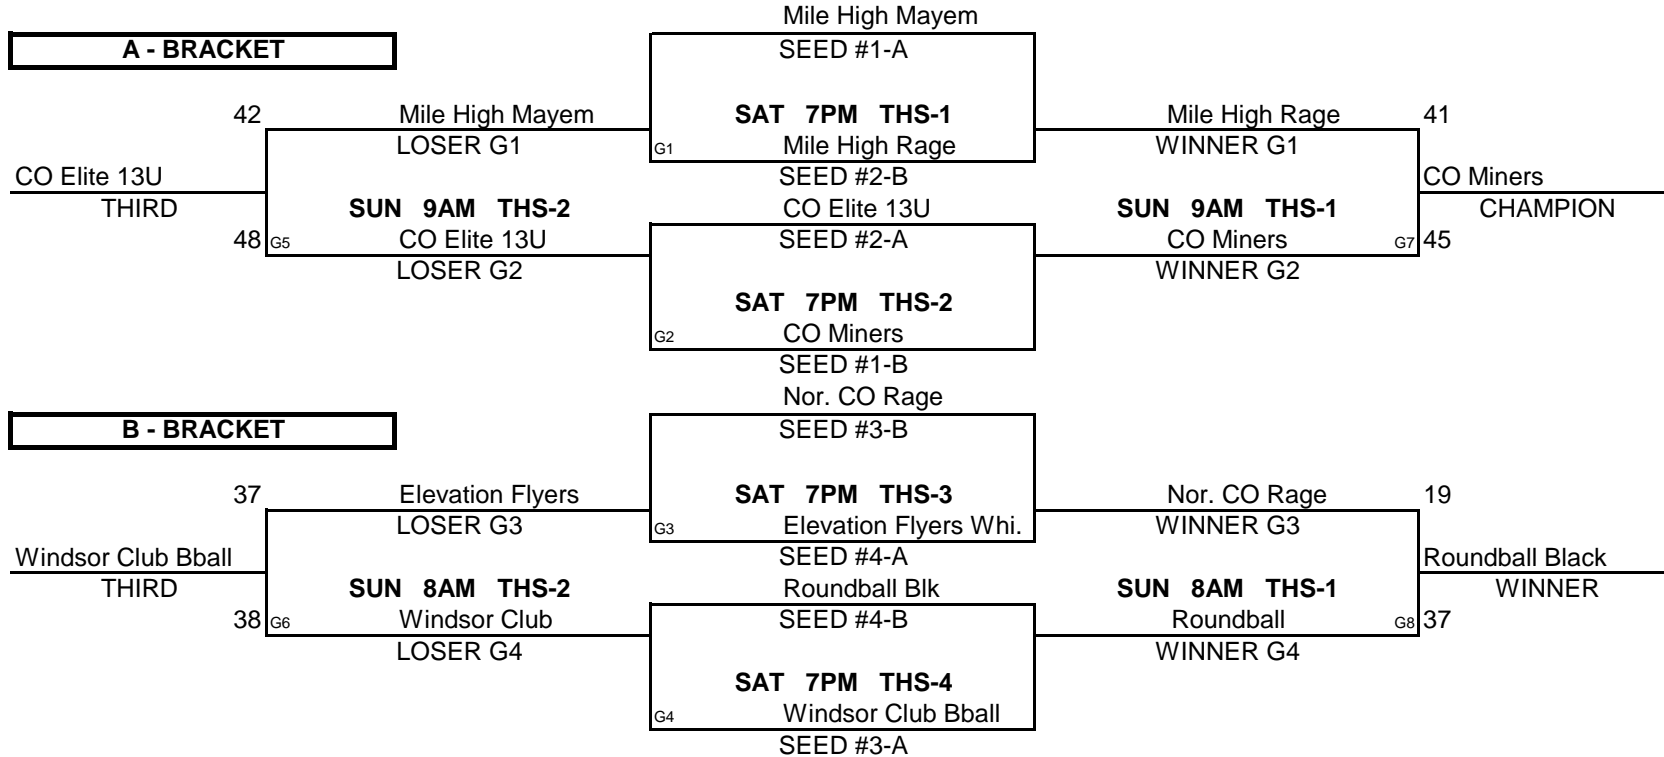 Mile High Mayem
A - BRACKET SEED #1-A
42 Mile High Mayem SAT 7PM THS-1 Mile High Rage 41
LOSER G1 G1 Mile High Rage WINNER G1
CO Elite 13U SEED #2-B CO Miners
THIRD SUN 9AM THS-2 CO Elite 13U SUN 9AM THS-1 CHAMPION
48 G5 CO Elite 13U SEED #2-A CO Miners G7 45
LOSER G2 WINNER G2
SAT 7PM THS-2
G2 CO Miners
SEED #1-B
Nor. CO Rage
B - BRACKET SEED #3-B
37 Elevation Flyers SAT 7PM THS-3 Nor. CO Rage 19
LOSER G3 G3 Elevation Flyers Whi. WINNER G3
Windsor Club Bball SEED #4-A Roundball Black
THIRD SUN 8AM THS-2 Roundball Blk SUN 8AM THS-1 WINNER
38 G6 Windsor Club SEED #4-B Roundball G8 37
LOSER G4 WINNER G4
SAT 7PM THS-4
G4 Windsor Club Bball
SEED #3-A